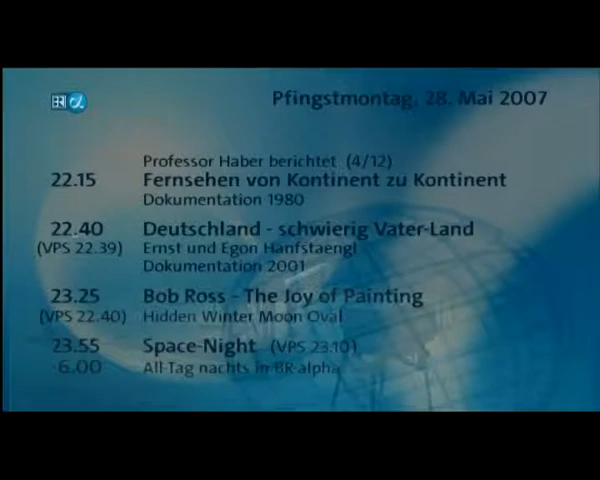 BR α
Pfingstmontag, 28. Mai 2007
Professor Haber berichtet (4/12)
22.15 Fernsehen von Kontinent zu Kontinent
Dokumentation 1980
22.40 Deutschland - schwierig Vater-Land
(VPS 22.39) Ernst und Egon Hanfstaengl
Dokumentation 2001
23.25 Bob Ross - The Joy of Painting
(VPS 22.40) Hidden Winter Moon Oval
23.55 Space-Night (VPS 23.10)
-6.00 All-Tag nachts in BR-alpha